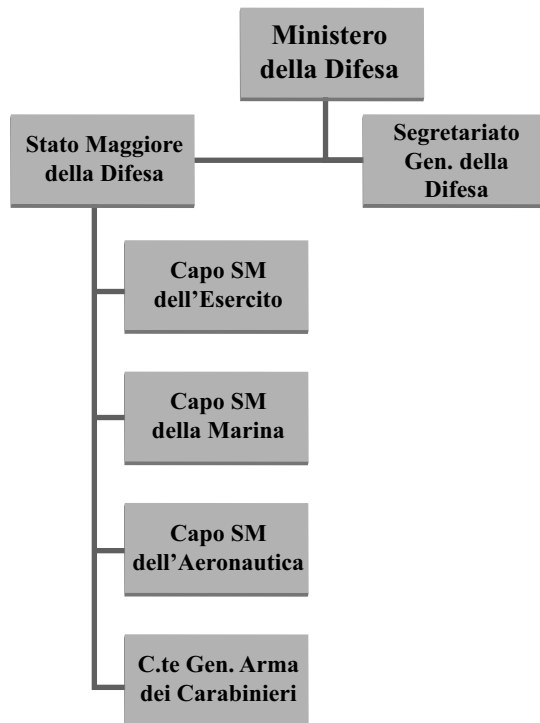 Ministero
della Difesa
Stato Maggiore
della Difesa
Segretariato
Gen. della
Difesa
Capo SM
dell’Esercito
Capo SM
della Marina
Capo SM
dell’Aeronautica
C.te Gen. Arma
dei Carabinieri